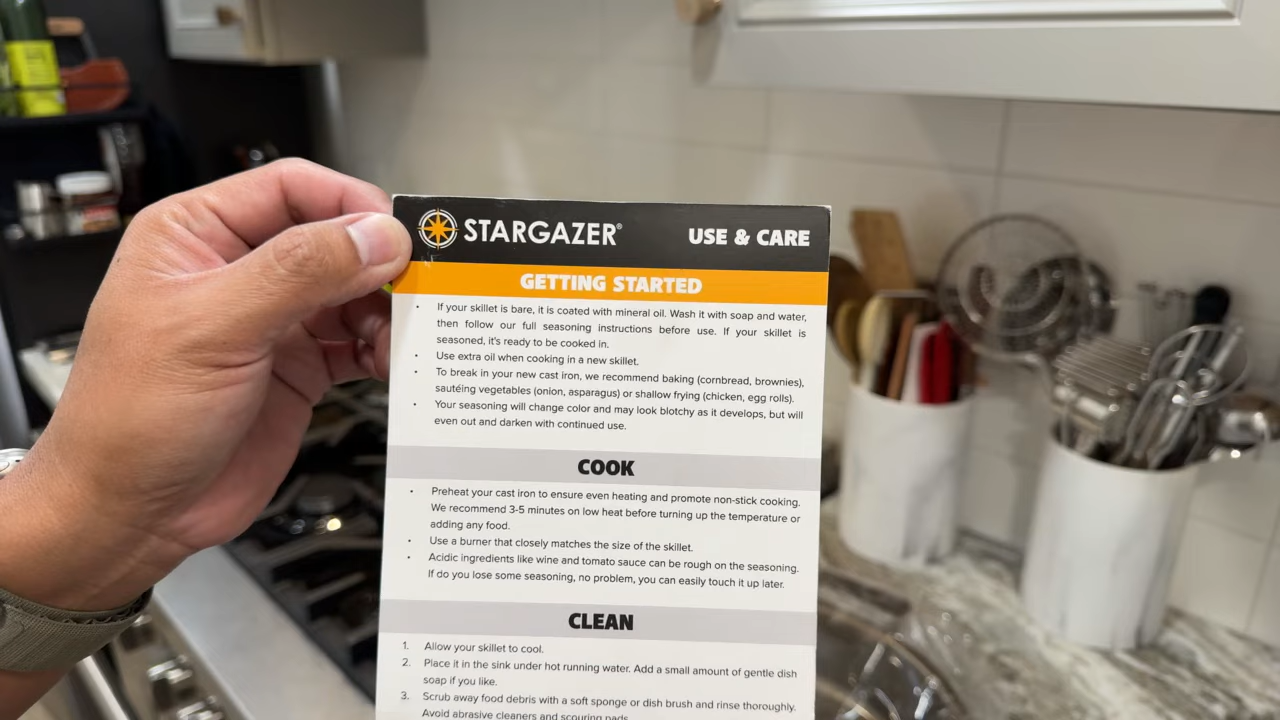 STARGAZER® USE & CARE
GETTING STARTED
• If your skillet is bare, it is coated with mineral oil. Wash it with soap and water,
then follow our full seasoning instructions before use. If your skillet is
seasoned, it's ready to be cooked in.
• Use extra oil when cooking in a new skillet.
• To break in your new cast iron, we recommend baking (cornbread, brownies),
sautéing vegetables (onion, asparagus) or shallow frying (chicken, egg rolls).
• Your seasoning will change color and may look blotchy as it develops, but will
even out and darken with continued use.
COOK
• Preheat your cast iron to ensure even heating and promote non-stick cooking.
We recommend 3-5 minutes on low heat before turning up the temperature or
adding any food.
• Use a burner that closely matches the size of the skillet.
• Acidic ingredients like wine and tomato sauce can be rough on the seasoning.
If do you lose some seasoning, no problem, you can easily touch it up later.
CLEAN
1. Allow your skillet to cool.
2. Place it in the sink under hot running water. Add a small amount of gentle dish
soap if you like.
3. Scrub away food debris with a soft sponge or dish brush and rinse thoroughly.
Avoid abrasive cleaners and scouring pads.